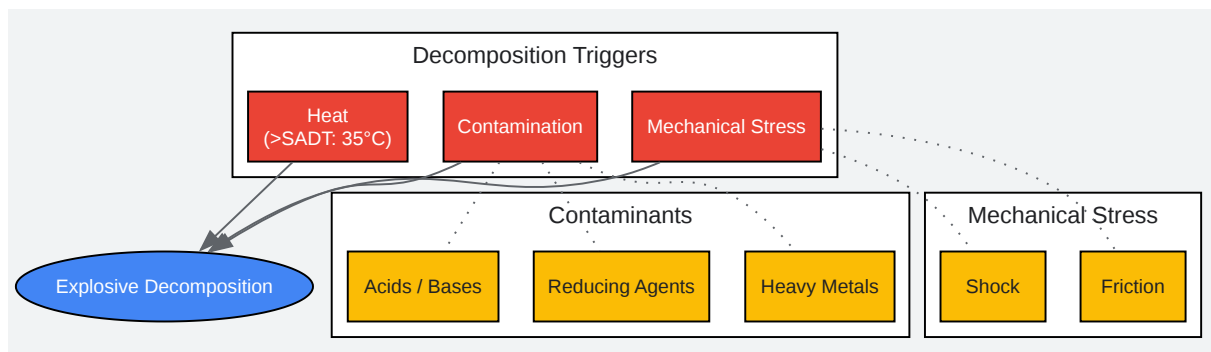 Decomposition Triggers
Heat
(>SADT: 35°C)
Contamination
Mechanical Stress
Contaminants
Mechanical Stress
Explosive Decomposition
Acids / Bases
Reducing Agents
Heavy Metals
Shock
Friction